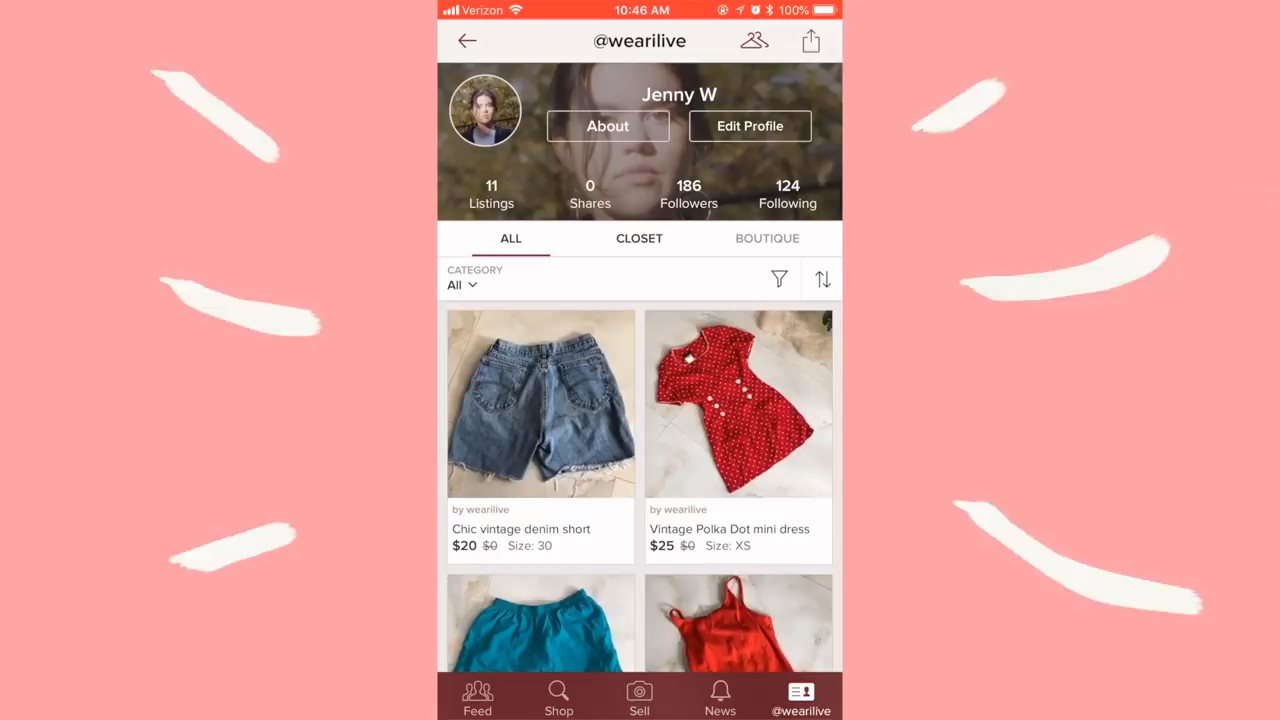 Verizon 10:46 AM 100%
@wearilive
Jenny W
About Edit Profile
11 0 186 124
Listings Shares Followers Following
ALL CLOSET BOUTIQUE
CATEGORY
All
by wearilive
Chic vintage denim short
$20 $0 Size: 30
by wearilive
Vintage Polka Dot mini dress
$25 $0 Size: XS
Feed Shop Sell News @wearilive